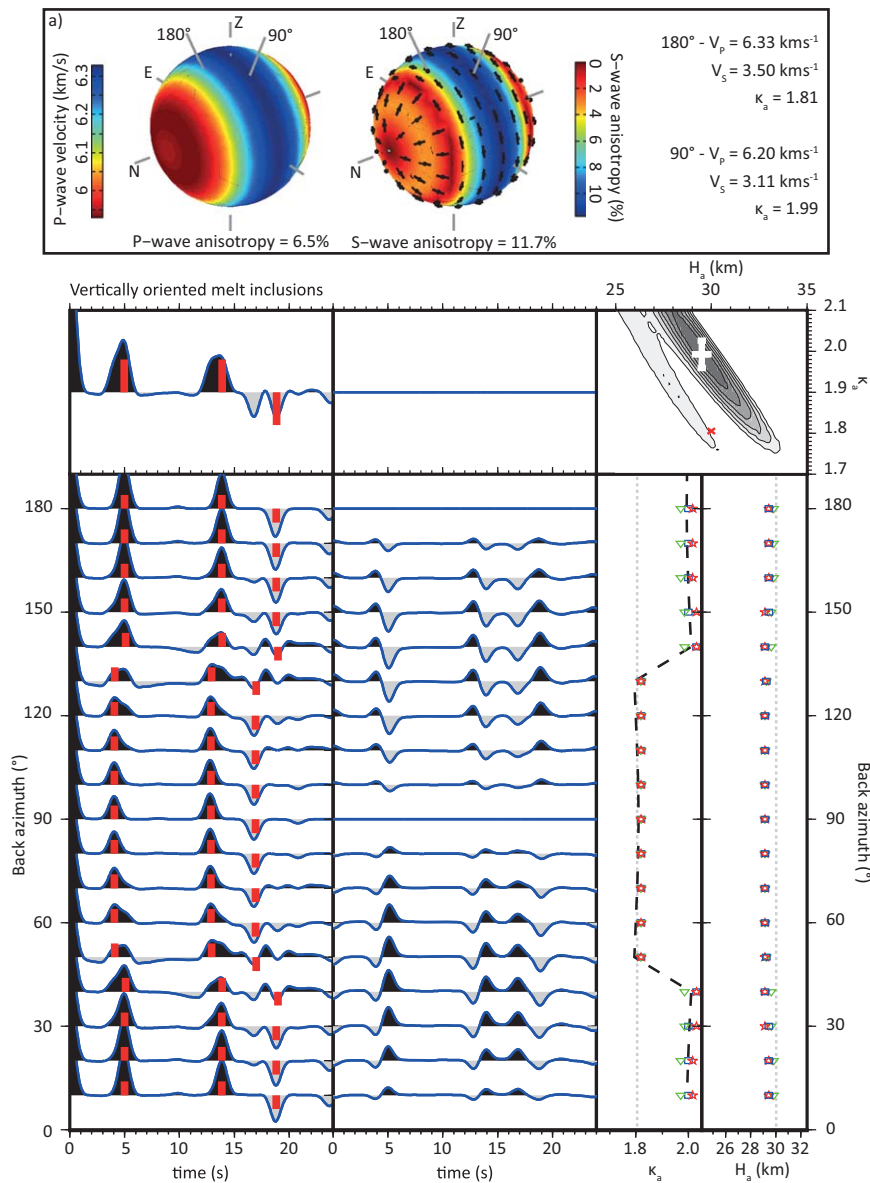 a)
Z
180°
90°
E
N
P-wave velocity (km/s)
6.3
6.2
6.1
6
P−wave anisotropy = 6.5%
Z
180°
90°
E
N
S-wave anisotropy (%)
0
2
4
6
8
10
S−wave anisotropy = 11.7%
180° - VP = 6.33 kms-1
VS = 3.50 kms-1
κa = 1.81
90° - VP = 6.20 kms-1
VS = 3.11 kms-1
κa = 1.99
Vertically oriented melt inclusions
Ha (km)
25 30 35
2.1
2.0
1.9
1.8
1.7
κa
Back azimuth (°)
180
150
120
90
60
30
0
0 5 10 15 20
time (s)
0 5 10 15 20
time (s)
1.8 2.0
κa
26 28 30 32
Ha (km)
180
150
120
90
60
30
0
Back azimuth (°)